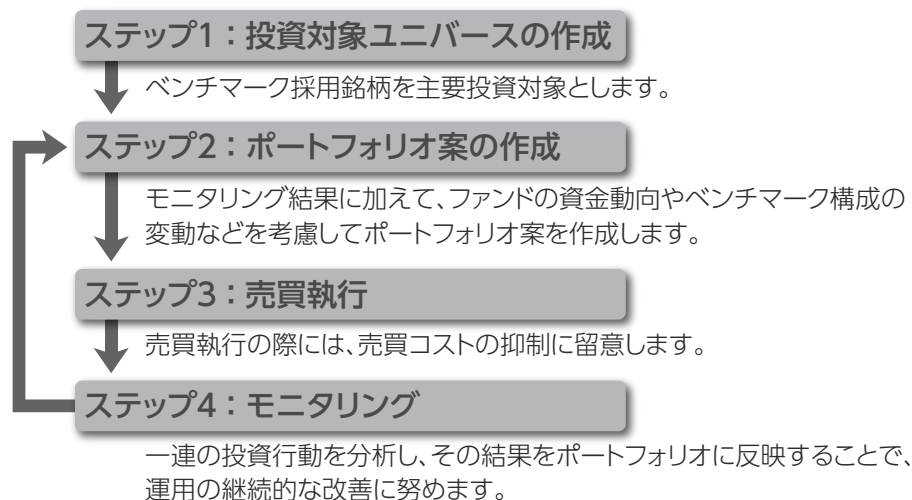 ステップ1：投資対象ユニバースの作成
ベンチマーク採用銘柄を主要投資対象とします。
ステップ2：ポートフォリオ案の作成
モニタリング結果に加えて、ファンドの資金動向やベンチマーク構成の
変動などを考慮してポートフォリオ案を作成します。
ステップ3：売買執行
売買執行の際には、売買コストの抑制に留意します。
ステップ4：モニタリング
一連の投資行動を分析し、その結果をポートフォリオに反映することで、
運用の継続的な改善に努めます。